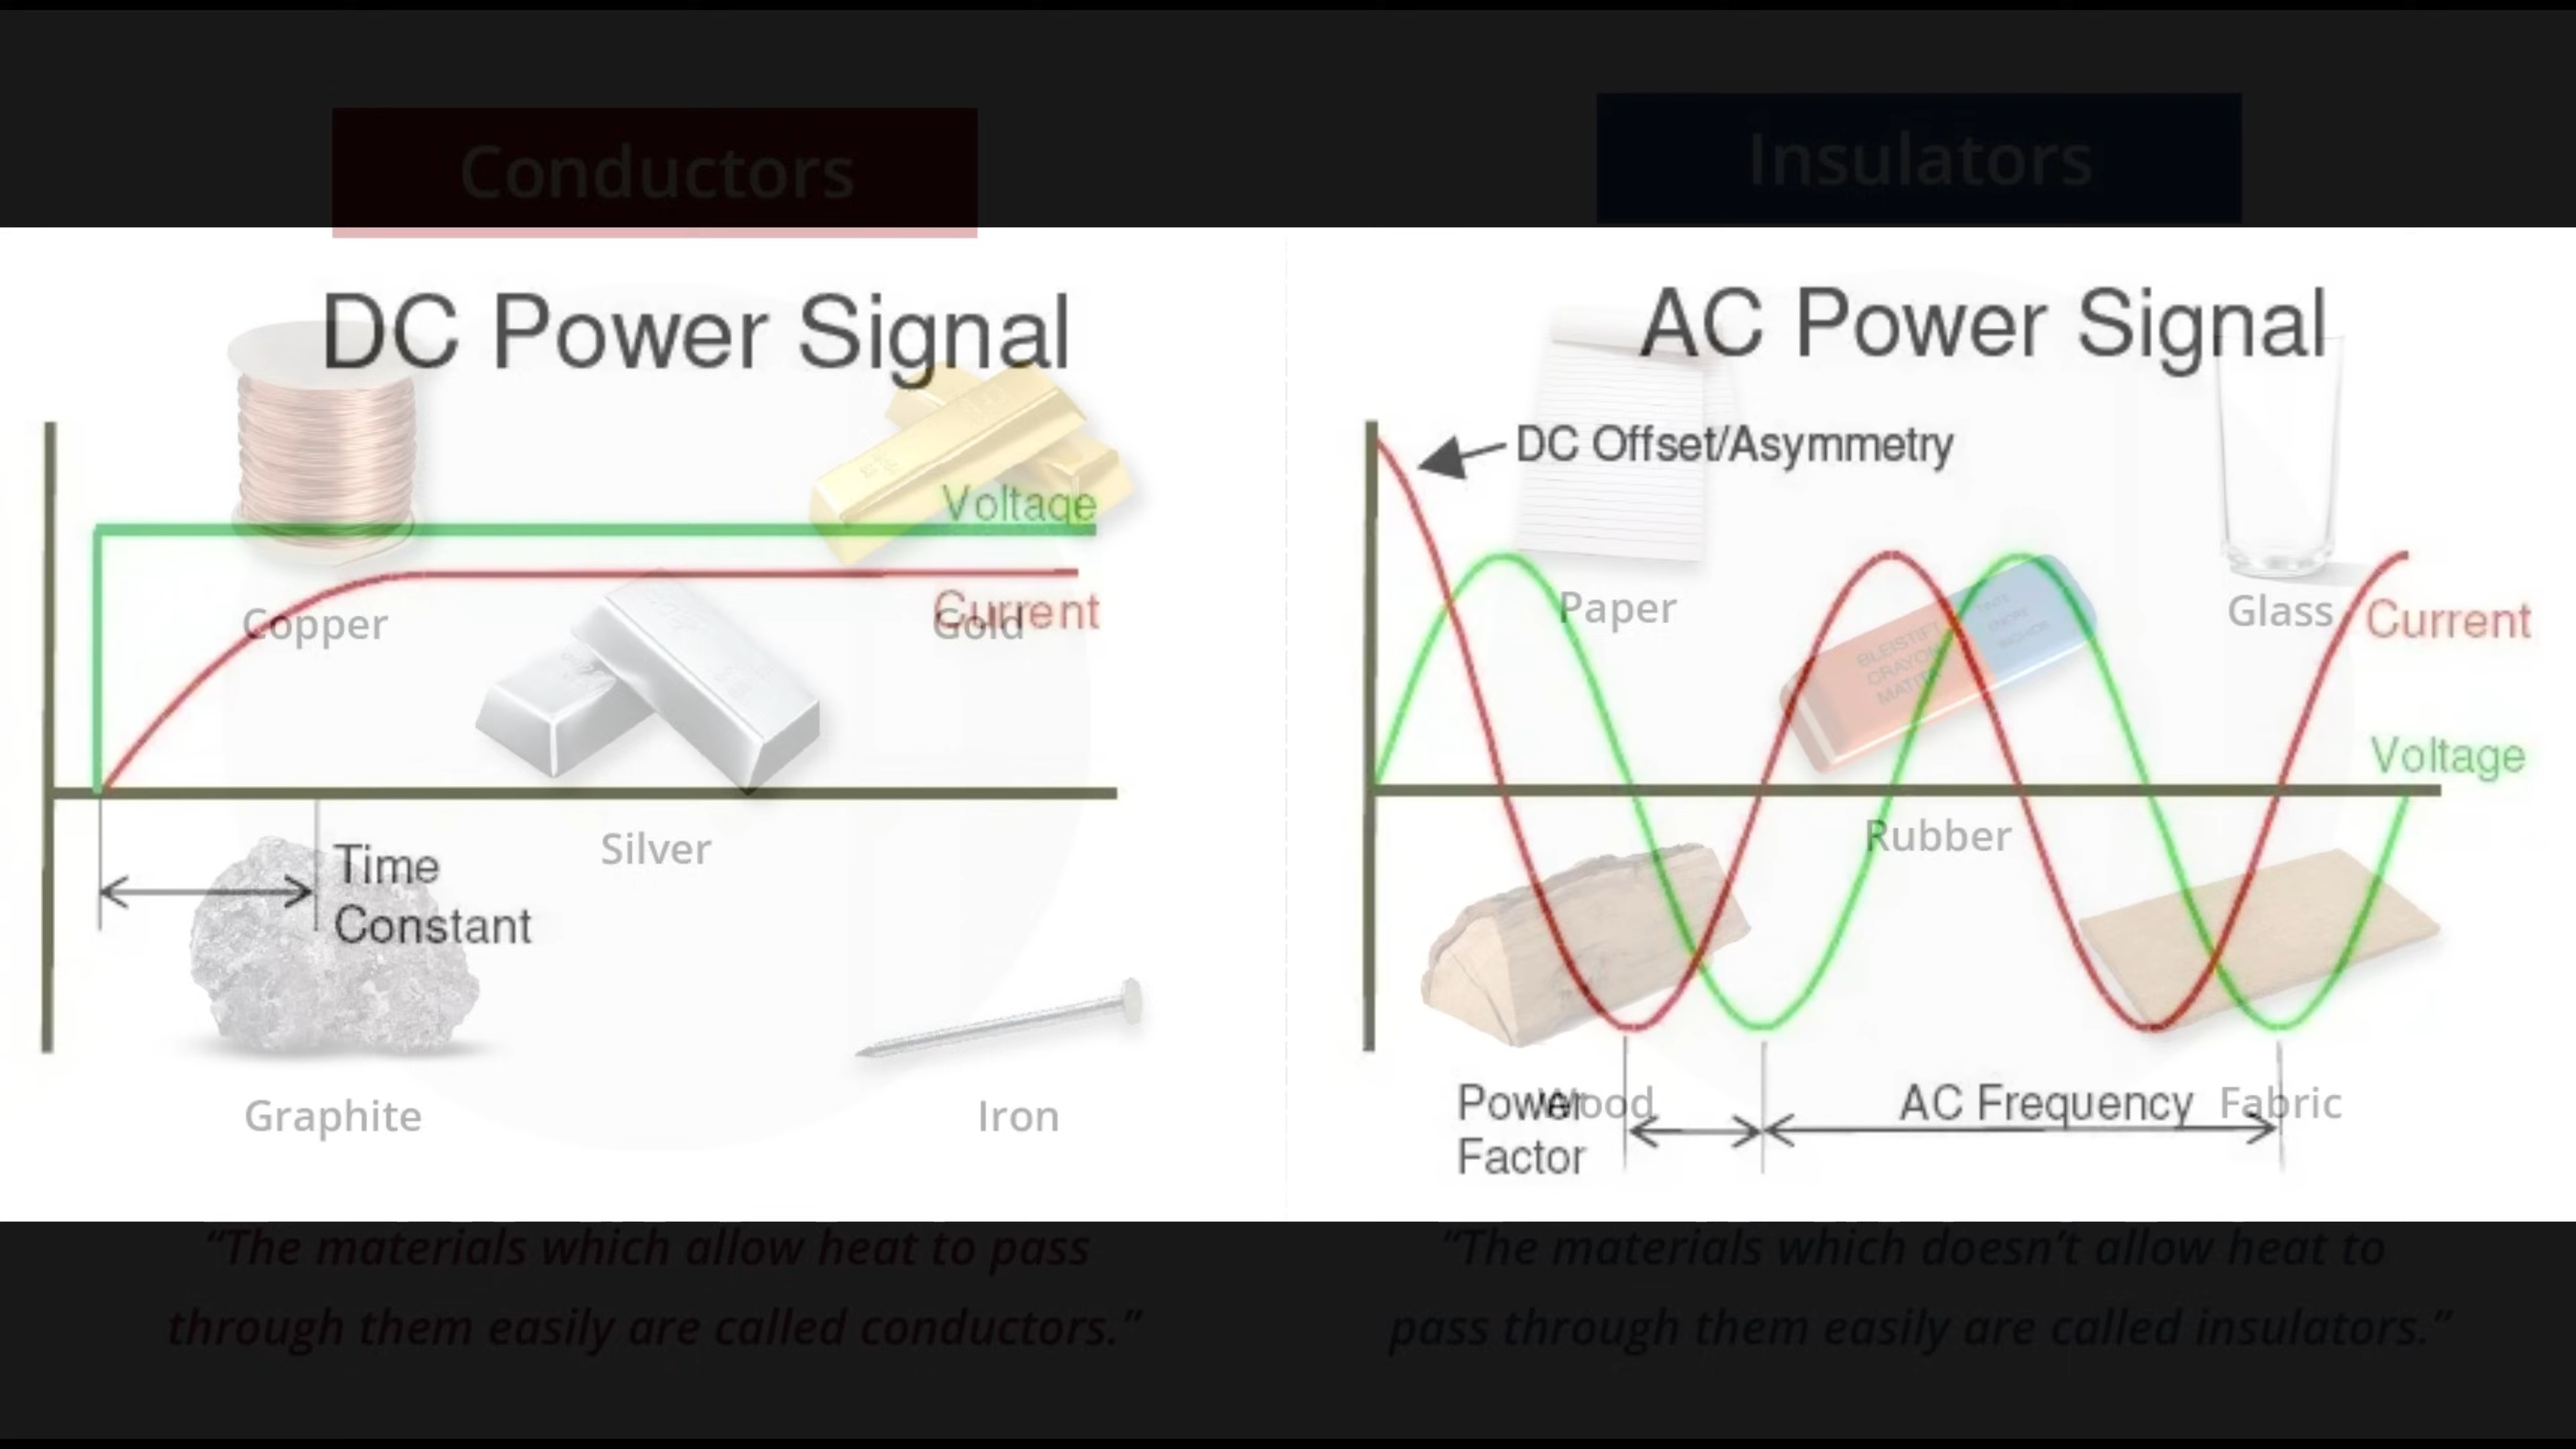 Conductors
Insulators
DC Power Signal
AC Power Signal
DC Offset/Asymmetry
Voltage
Current
Copper
Gold
Paper
Glass
Current
Voltage
Silver
Rubber
Time
Constant
BLEISTIFT
CRAYON
Graphite
Iron
Power
Factor
Wood
AC Frequency
Fabric
“The materials which allow heat to pass
through them easily are called conductors.”
“The materials which doesn’t allow heat to
pass through them easily are called insulators.”